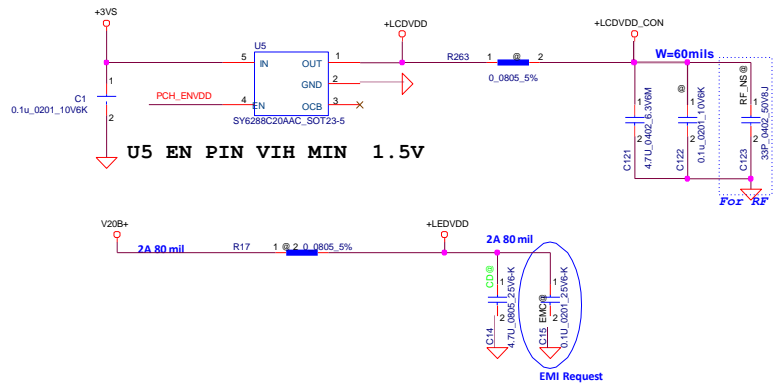 +3VS
+LCDVDD
+LCDVDD_CON
U5
5
IN
OUT
1
R263
1
@
2
W=60mils
0_0805_5%
GND
2
C1
1
2
0.1u_0201_10V6K
PCH_ENVDD
4
EN
OCB
3
SY6288C20AAC_SOT23-5
U5 EN PIN VIH MIN 1.5V
C121
1
2
4.7U_0402_6.3V6M
C122
@
1
2
0.1u_0201_10V6K
C123
RF_NS@
1
2
33P_0402_50V8J
For RF
V20B+
2A 80 mil
R17
1
@
2
0_0805_5%
+LEDVDD
2A 80 mil
C14
CD@
1
2
4.7U_0805_25V6-K
C15
EMC@
1
2
0.1U_0201_25V6-K
EMI Request